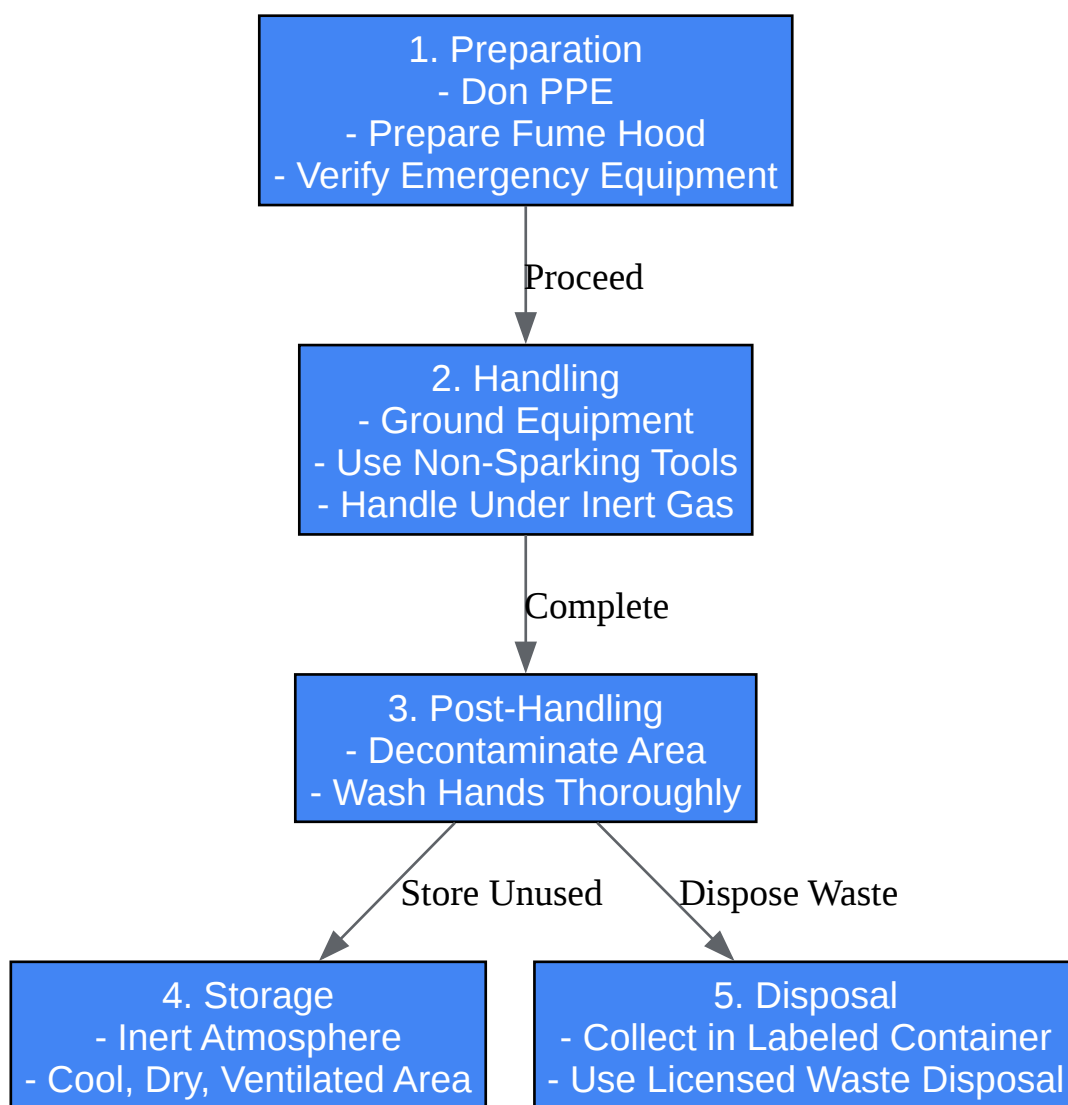 1. Preparation
- Don PPE
- Prepare Fume Hood
- Verify Emergency Equipment
Proceed
2. Handling
- Ground Equipment
- Use Non-Sparking Tools
- Handle Under Inert Gas
Complete
3. Post-Handling
- Decontaminate Area
- Wash Hands Thoroughly
Store Unused
Dispose Waste
4. Storage
- Inert Atmosphere
- Cool, Dry, Ventilated Area
5. Disposal
- Collect in Labeled Container
- Use Licensed Waste Disposal